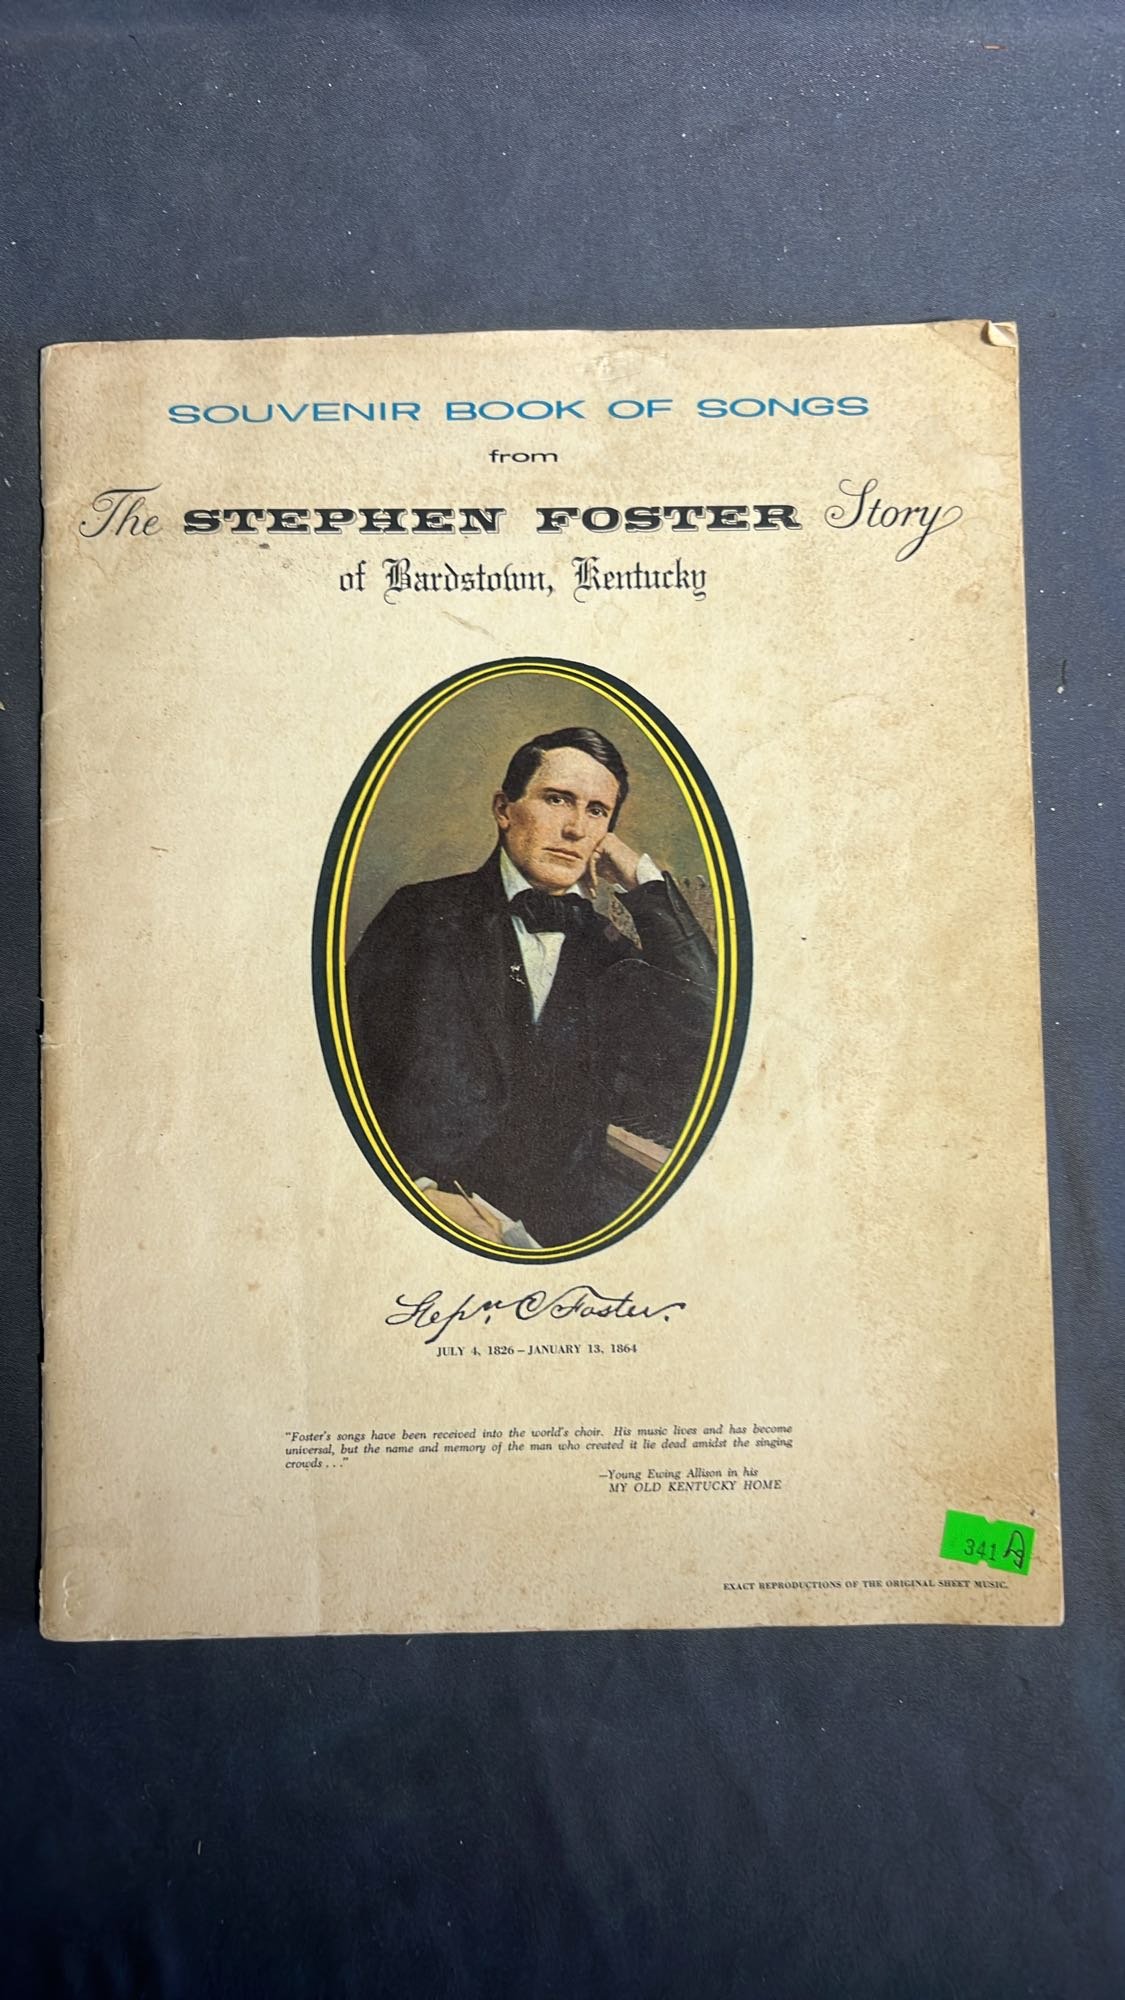 SOUVENIR BOOK OF SONGS
from
The STEPHEN FOSTER Story
of Bardstown, Kentucky
Stepn. C Foster.
JULY 4, 1826 – JANUARY 13, 1864
"Foster's songs have been received into the world's choir. His music lives and has become
universal, but the name and memory of the man who created it lie dead amidst the singing
crowds . . ."
—Young Ewing Allison in his
MY OLD KENTUCKY HOME
341
EXACT REPRODUCTIONS OF THE ORIGINAL SHEET MUSIC.